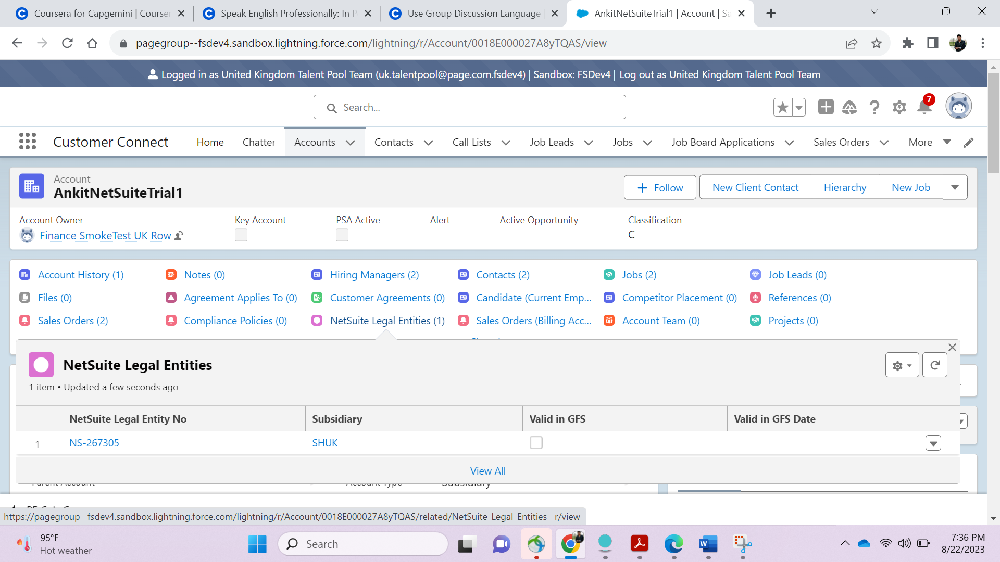 Coursera for Capgemini | Courser
Speak English Professionally: In P
Use Group Discussion Language
AnkitNetSuiteTrial1 | Account | Sa
pagegroup--fsdev4.sandbox.lightning.force.com/lightning/r/Account/0018E000027A8yTQAS/view
Logged in as United Kingdom Talent Pool Team (uk.talentpool@page.com.fsdev4) | Sandbox: FSDev4 | Log out as United Kingdom Talent Pool Team
Search...
7
Customer Connect
Home
Chatter
Accounts
Contacts
Call Lists
Job Leads
Jobs
Job Board Applications
Sales Orders
More
Account
AnkitNetSuiteTrial1
Follow
New Client Contact
Hierarchy
New Job
Account Owner
Key Account
PSA Active
Alert
Active Opportunity
Classification
Finance SmokeTest UK Row
C
Account History (1)
Notes (0)
Hiring Managers (2)
Contacts (2)
Jobs (2)
Job Leads (0)
Files (0)
Agreement Applies To (0)
Customer Agreements (0)
Candidate (Current Emp...
Competitor Placement (0)
References (0)
Sales Orders (2)
Compliance Policies (0)
NetSuite Legal Entities (1)
Sales Orders (Billing Acc...
Account Team (0)
Projects (0)
NetSuite Legal Entities
1 item • Updated a few seconds ago
NetSuite Legal Entity No
Subsidiary
Valid in GFS
Valid in GFS Date
1
NS-267305
SHUK
View All
Parent Account
Account Type
Subsidiary
https://pagegroup--fsdev4.sandbox.lightning.force.com/lightning/r/Account/0018E000027A8yTQAS/related/NetSuite_Legal_Entities__r/view
95°F
Hot weather
Search
7:36 PM
8/22/2023